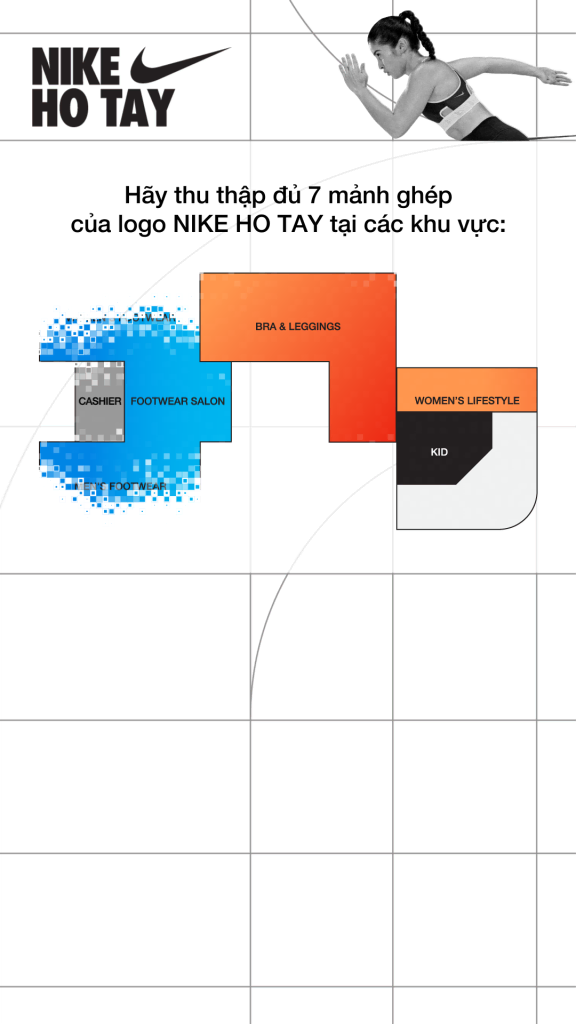 NIKE
HO TAY
Hãy thu thập đủ 7 mảnh ghép
của logo NIKE HO TAY tại các khu vực:
BRA & LEGGINGS
CASHIER
FOOTWEAR SALON
WOMEN'S LIFESTYLE
KID
MEN'S FOOTWEAR